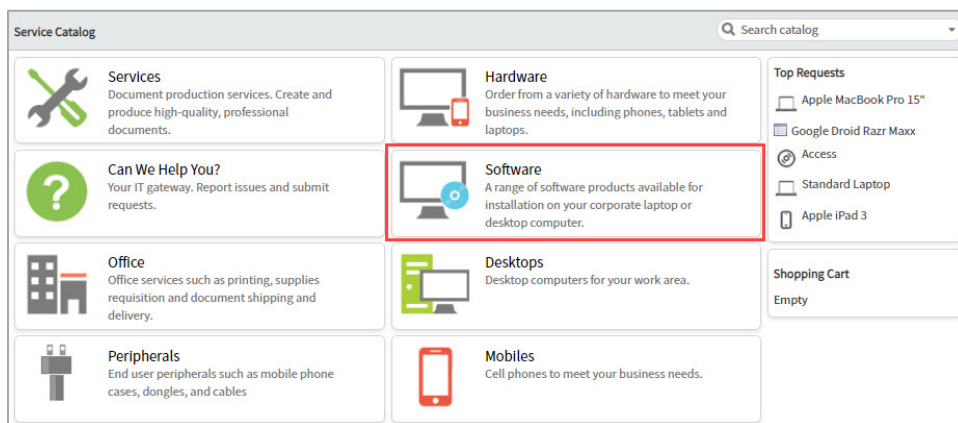 Service Catalog
Search catalog
Services
Document production services. Create and
produce high-quality, professional
documents.
Hardware
Order from a variety of hardware to meet your
business needs, including phones, tablets and
laptops.
Can We Help You?
Your IT gateway. Report issues and submit
requests.
Software
A range of software products available for
installation on your corporate laptop or
desktop computer.
Office
Office services such as printing, supplies
requisition and document shipping and
delivery.
Desktops
Desktop computers for your work area.
Peripherals
End user peripherals such as mobile phone
cases, dongles, and cables
Mobiles
Cell phones to meet your business needs.
Top Requests
Apple MacBook Pro 15"
Google Droid Razr Maxx
Access
Standard Laptop
Apple iPad 3
Shopping Cart
Empty